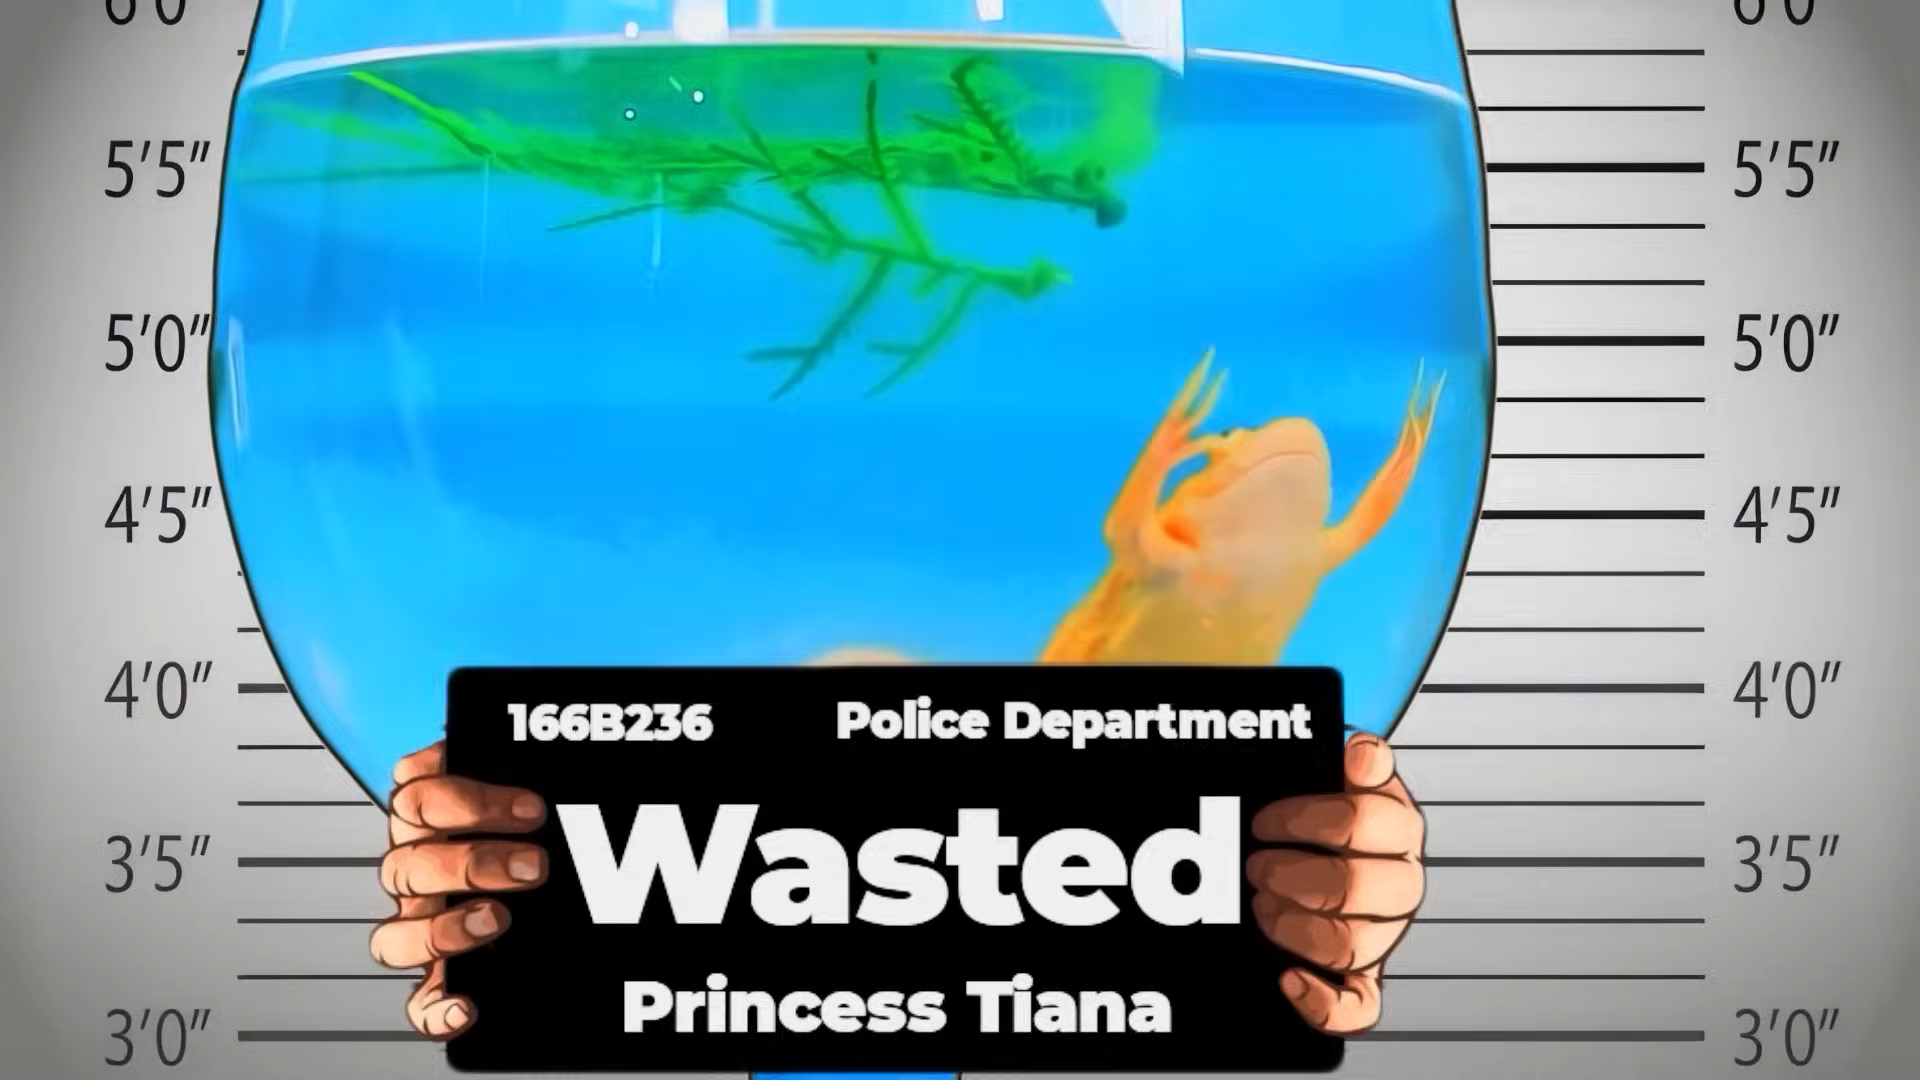 6'0" 6'0"
5'5" 5'5"
5'0" 5'0"
4'5" 4'5"
4'0" 4'0"
166B236 Police Department
Wasted
3'5" 3'5"
Princess Tiana
3'0" 3'0"